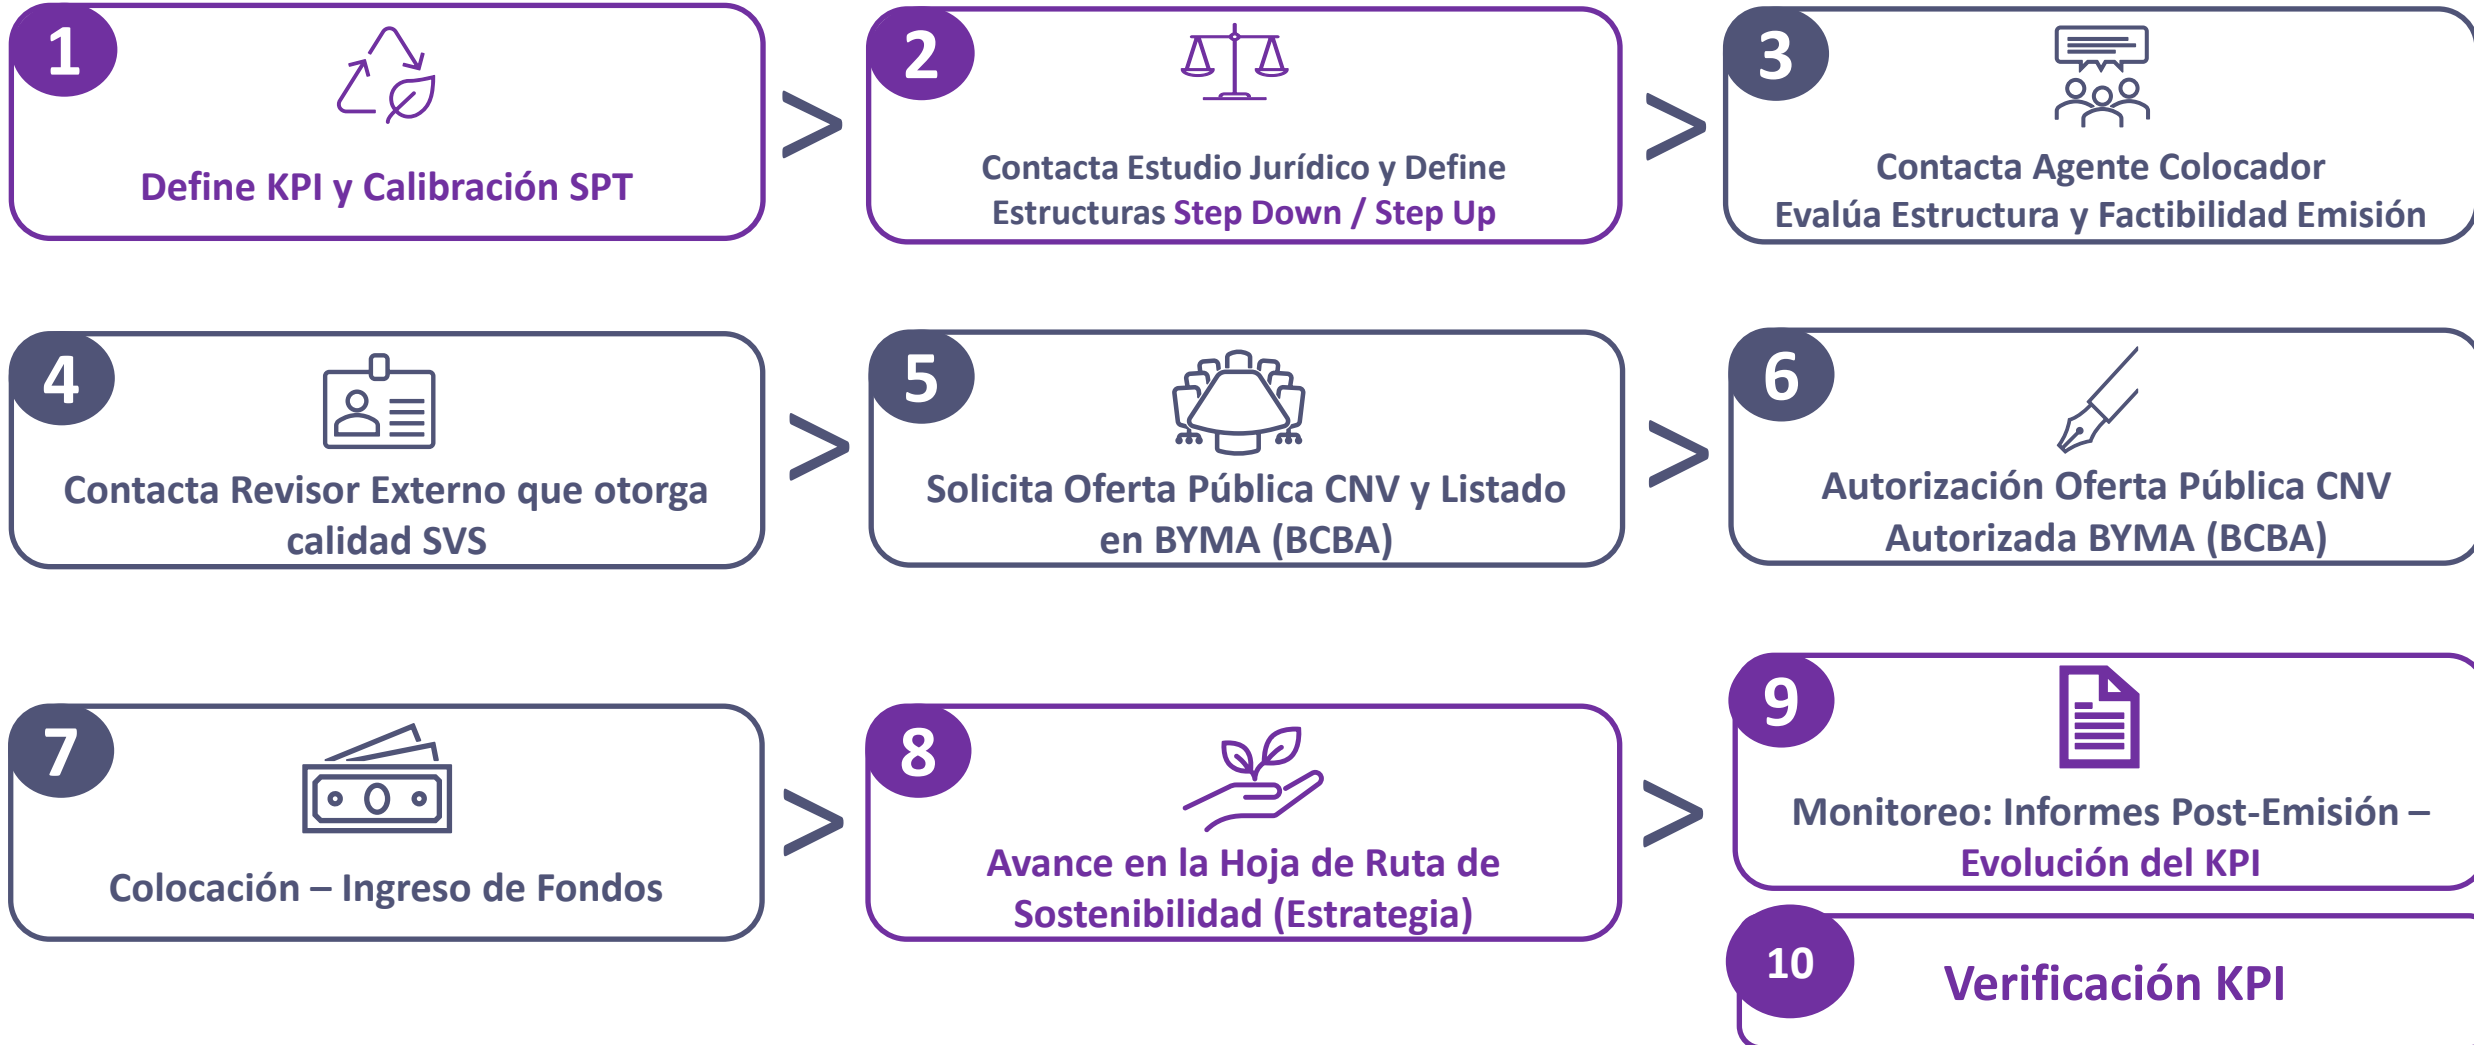 1
Define KPI y Calibración SPT
>
2
Contacta Estudio Jurídico y Define
Estructuras Step Down / Step Up
>
3
Contacta Agente Colocador
Evalúa Estructura y Factibilidad Emisión
4
Contacta Revisor Externo que otorga
calidad SVS
>
5
Solicita Oferta Pública CNV y Listado
en BYMA (BCBA)
>
6
Autorización Oferta Pública CNV
Autorizada BYMA (BCBA)
7
Colocación – Ingreso de Fondos
>
8
Avance en la Hoja de Ruta de
Sostenibilidad (Estrategia)
>
9
Monitoreo: Informes Post-Emisión –
Evolución del KPI
10
Verificación KPI